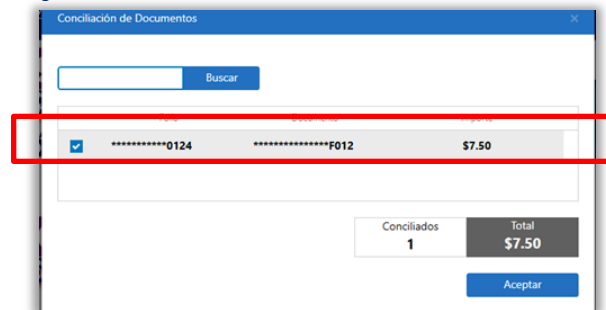 Conciliación de Documentos ×
Buscar
***********0124 ***************F012 $7.50
Conciliados Total
1 $7.50
Aceptar